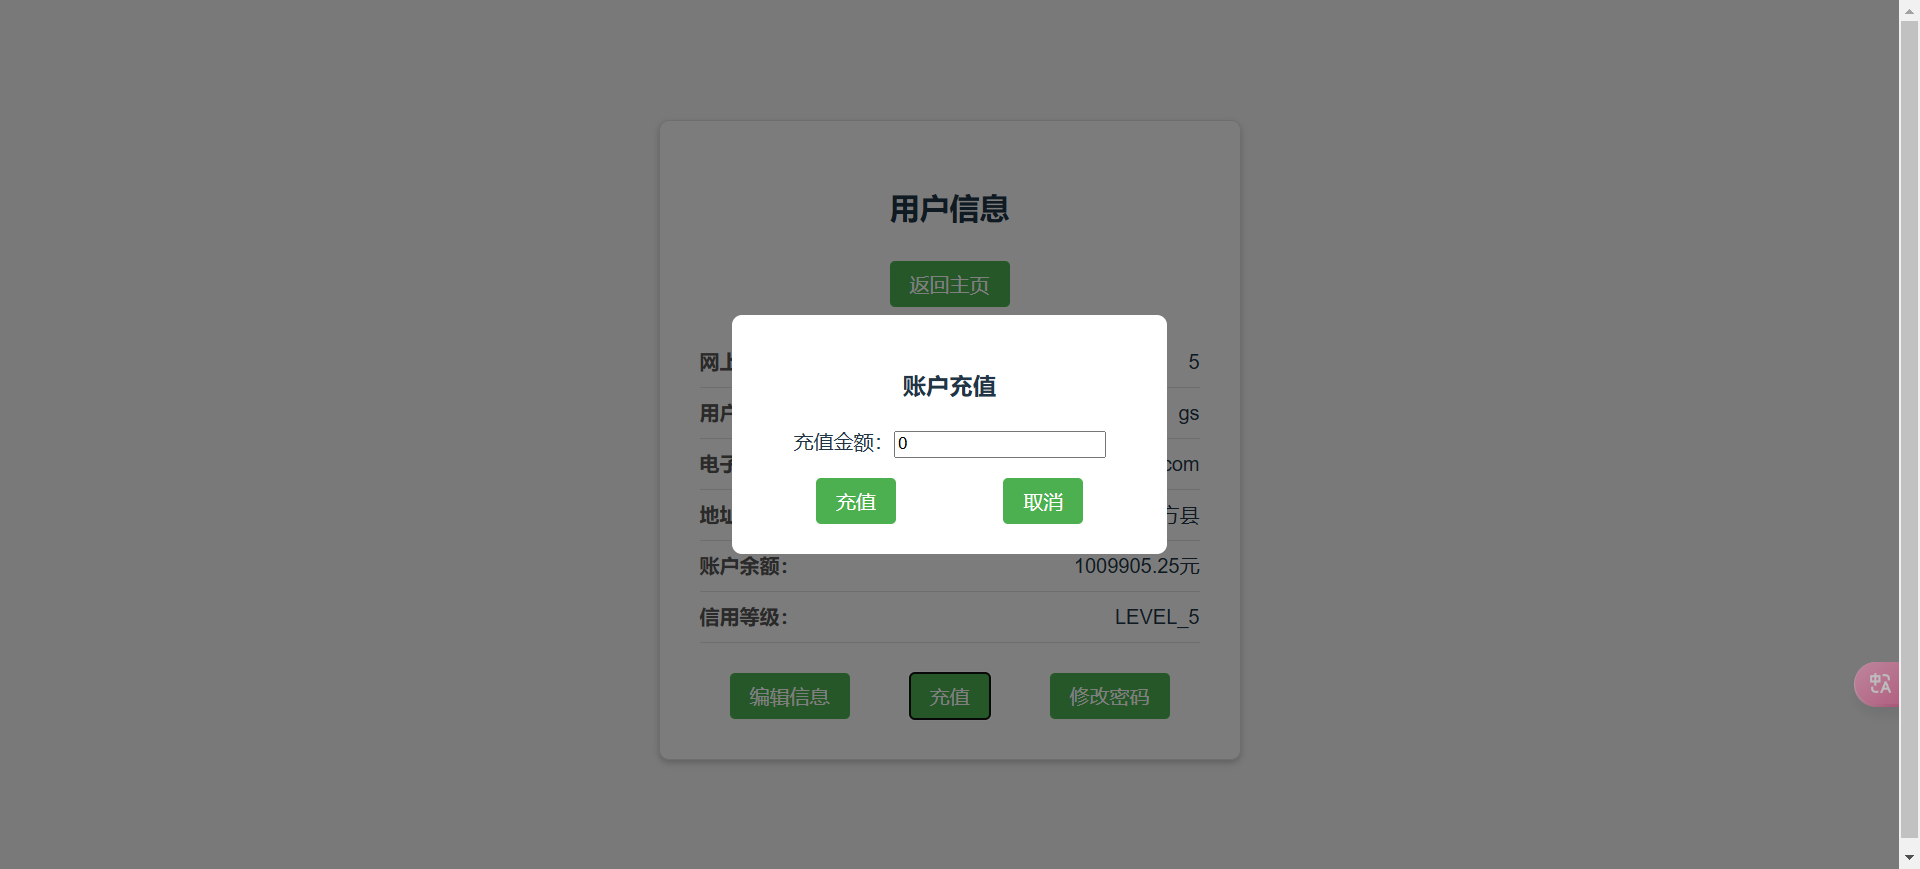 用户信息
返回主页
网上 5
用户 gs
账户充值
电子 com
充值金额: 0
充值 取消
地址 方县
账户余额: 1009905.25元
信用等级: LEVEL_5
编辑信息 充值 修改密码